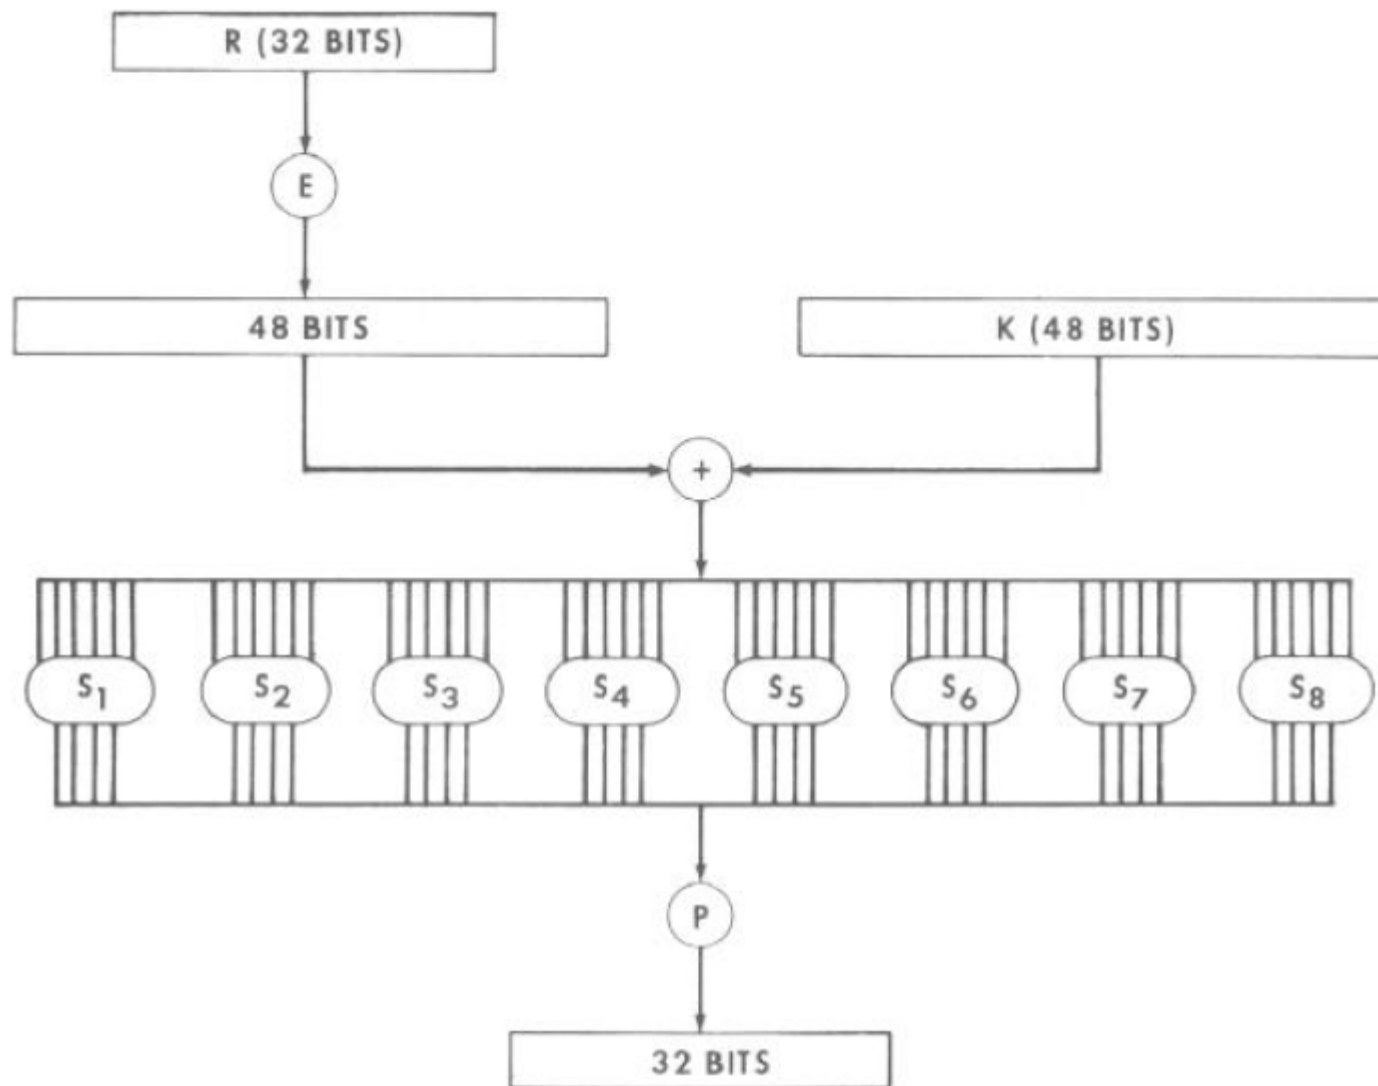 R (32 BITS)
E
48 BITS
K (48 BITS)
+
S1 S2 S3 S4 S5 S6 S7 S8
P
32 BITS